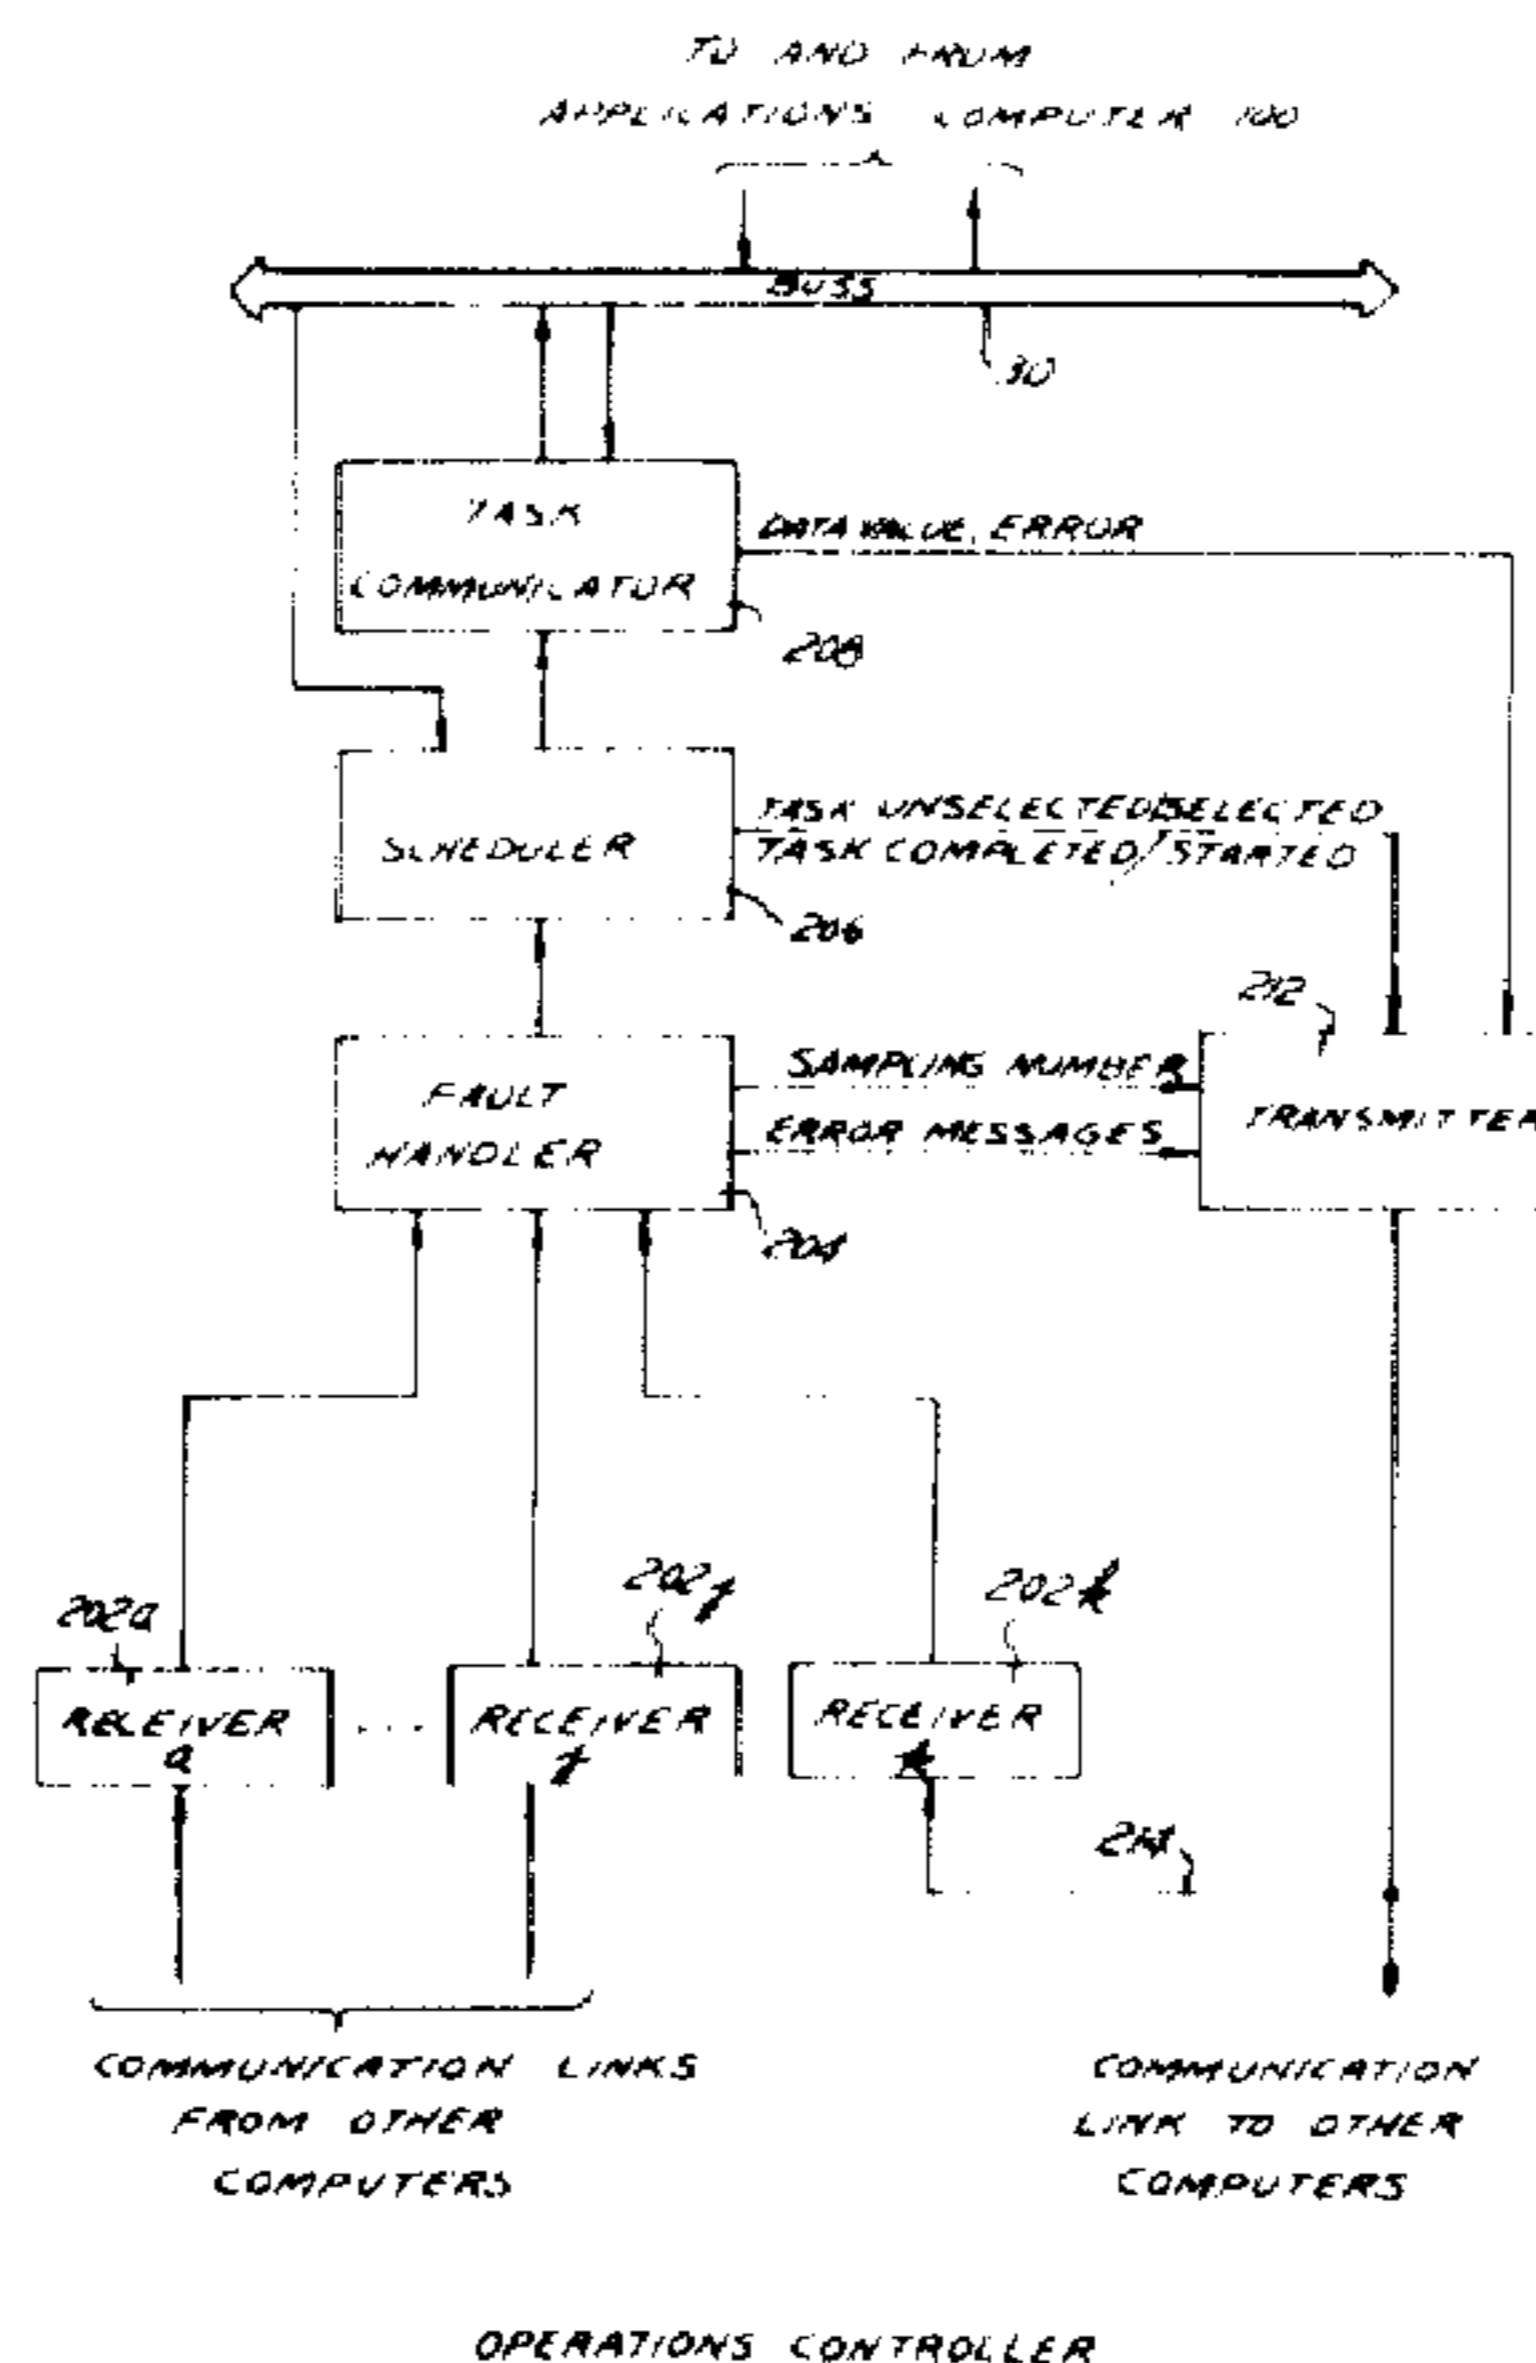 TO AND FROM
APPLICATIONS COMPUTER 100
BUSS
30
TASK
COMMUNICATOR
DATA VALUE, ERROR
208
SCHEDULER
TASK UNSELECTED/SELECTED
TASK COMPLETED/STARTED
206
212
FAULT
HANDLER
SAMPLING NUMBER
ERROR MESSAGES
TRANSMITTER
204
202a
202j
202k
RECEIVER
a
. . .
RECEIVER
j
RECEIVER
k
214
COMMUNICATION LINKS
FROM OTHER
COMPUTERS
COMMUNICATION
LINK TO OTHER
COMPUTERS
OPERATIONS CONTROLLER